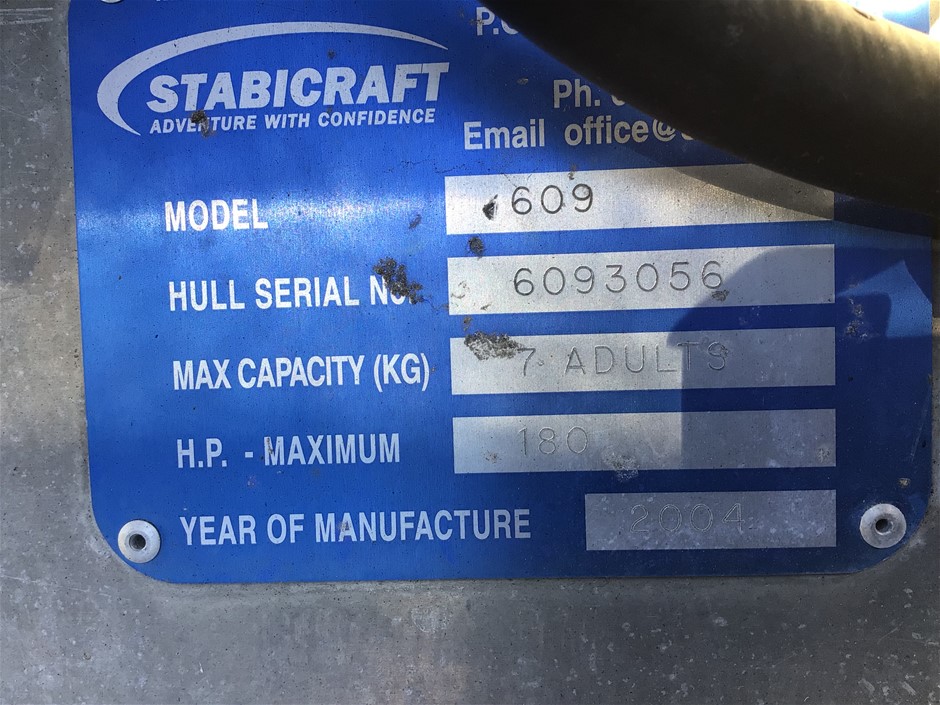 STABICRAFT
ADVENTURE WITH CONFIDENCE
Ph.
Email office@
MODEL 609
HULL SERIAL NO. 6093056
MAX CAPACITY (KG) 7 ADULTS
H.P. - MAXIMUM 180
YEAR OF MANUFACTURE 2004